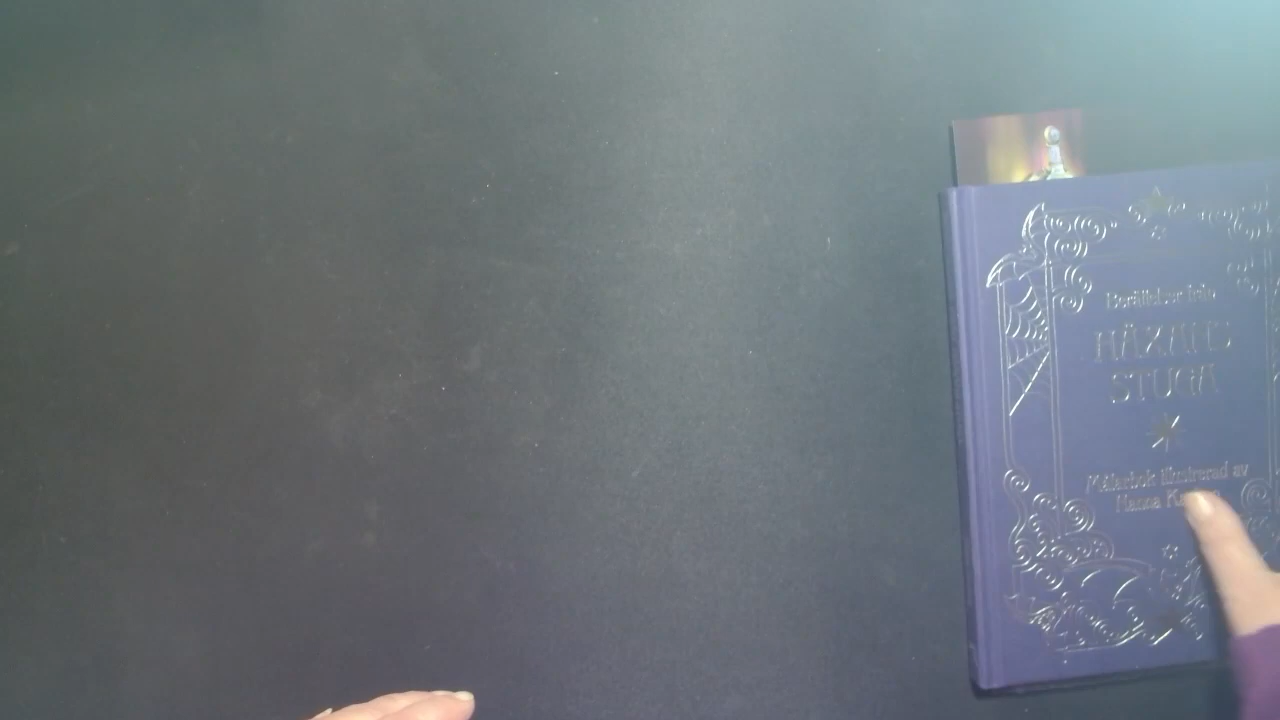 Berättelser från
HÄXANS
STUGA
Målarbok illustrerad av
Hanna